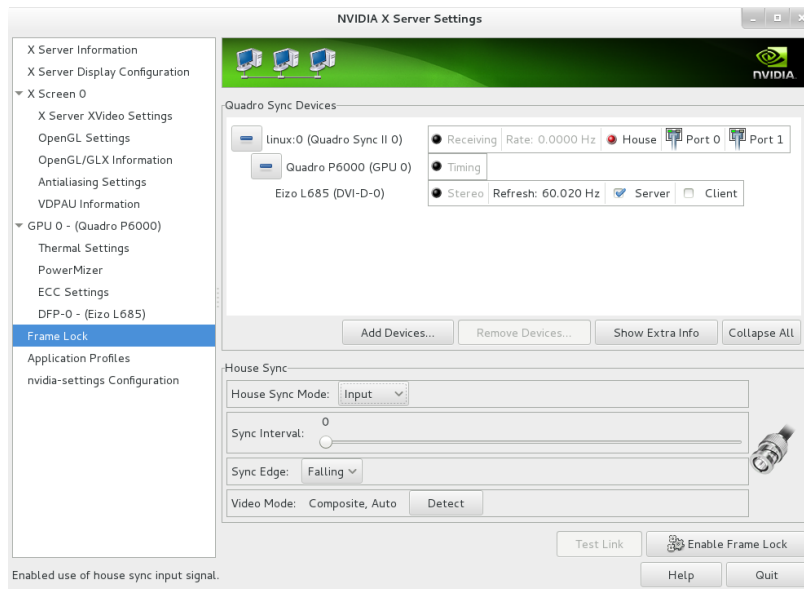 NVIDIA X Server Settings
X Server Information
X Server Display Configuration
X Screen 0
X Server XVideo Settings
OpenGL Settings
OpenGL/GLX Information
Antialiasing Settings
VDPAU Information
GPU 0 - (Quadro P6000)
Thermal Settings
PowerMizer
ECC Settings
DFP-0 - (Eizo L685)
Frame Lock
Application Profiles
nvidia-settings Configuration
NVIDIA.
Quadro Sync Devices
linux:0 (Quadro Sync II 0) Receiving Rate: 0.0000 Hz House Port 0 Port 1
Quadro P6000 (GPU 0) Timing
Eizo L685 (DVI-D-0) Stereo Refresh: 60.020 Hz Server Client
Add Devices... Remove Devices... Show Extra Info Collapse All
House Sync
House Sync Mode: Input
Sync Interval: 0
Sync Edge: Falling
Video Mode: Composite, Auto Detect
Test Link Enable Frame Lock
Enabled use of house sync input signal. Help Quit